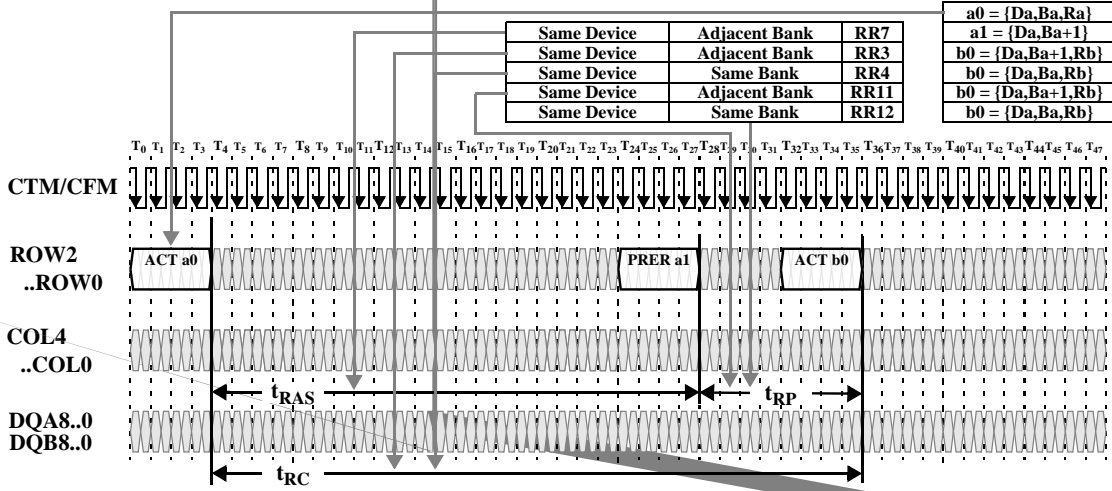 a0 = {Da,Ba,Ra}
Same Device Adjacent Bank RR7 a1 = {Da,Ba+1}
Same Device Adjacent Bank RR3 b0 = {Da,Ba+1,Rb}
Same Device Same Bank RR4 b0 = {Da,Ba,Rb}
Same Device Adjacent Bank RR11 b0 = {Da,Ba+1,Rb}
Same Device Same Bank RR12 b0 = {Da,Ba,Rb}
T0 T1 T2 T3 T4 T5 T6 T7 T8 T9 T10 T11 T12 T13 T14 T15 T16 T17 T18 T19 T20 T21 T22 T23 T24 T25 T26 T27 T28 T29 T30 T31 T32 T33 T34 T35 T36 T37 T38 T39 T40 T41 T42 T43 T44 T45 T46 T47
CTM/CFM
ROW2 ACT a0 PRER a1 ACT b0
..ROW0
COL4
..COL0
tRAS tRP
DQA8..0
DQB8..0
tRC